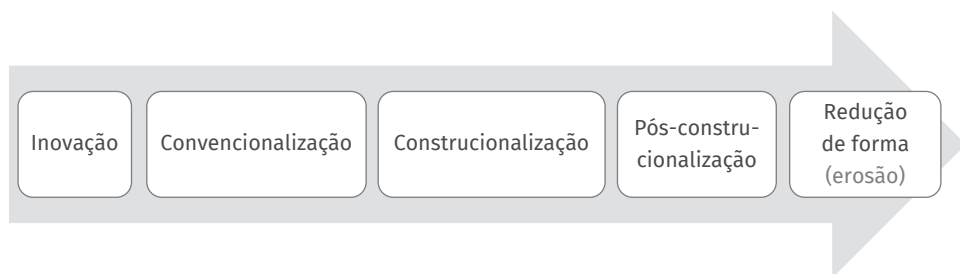 Inovação
Convencionalização
Construcionalização
Pós-constru-
cionalização
Redução
de forma
(erosão)